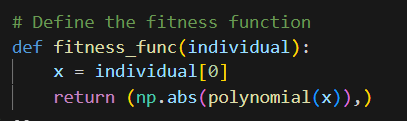 # Define the fitness function
def fitness_func(individual):
    x = individual[0]
    return (np.abs(polynomial(x)),)